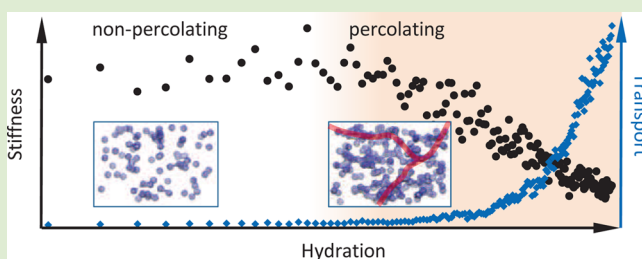 non-percolating
percolating
Stiffness
Transport
Hydration